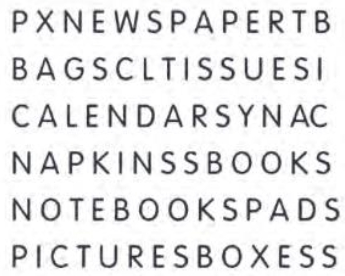 PXNEWSPAPERTB
BAGSCLTISSUESI
CALENDARSYNAC
NAPKINSSBOOKS
NOTEBOOKSPADS
PICTURESBOXESS